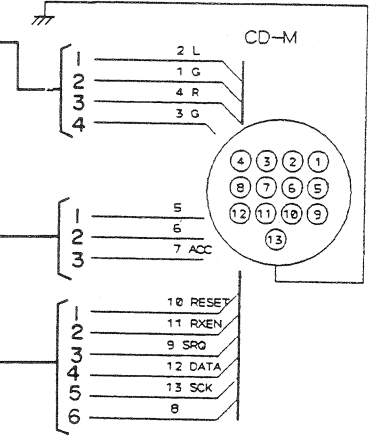 CD-M
1 2 L
2 1 G
3 4 R
4 3 G
4 3 2 1
8 7 6 5
12 11 10 9
13
1 5
2 6
3 7 ACC
1 10 RESET
2 11 RXEN
3 9 SRQ
4 12 DATA
5 13 SCK
6 8